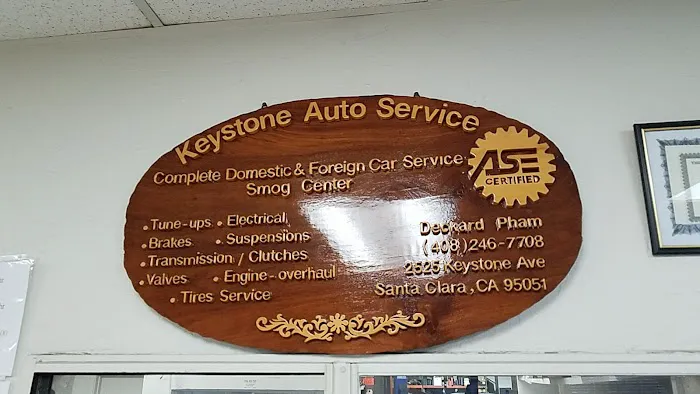 Keystone Auto Service
Complete Domestic & Foreign Car Service
Smog Center
ASE
CERTIFIED
• Tune-ups • Electrical
• Brakes • Suspensions
• Transmission / Clutches
• Valves • Engine-overhaul
• Tires Service
Deckard Pham
(408)246-7708
2525 Keystone Ave
Santa Clara, CA 95051